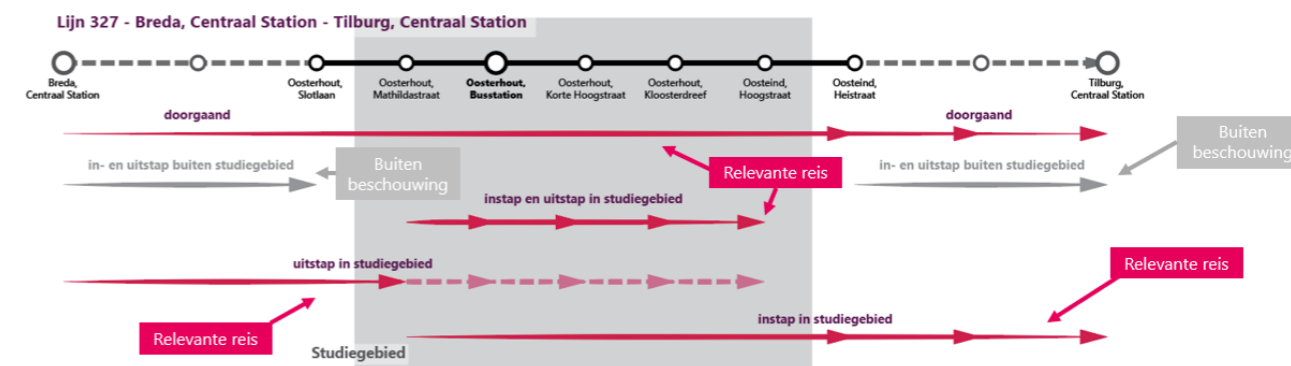 Lijn 327 - Breda, Centraal Station - Tilburg, Centraal Station
Breda,
Centraal Station
Oosterhout,
Slotlaan
Oosterhout,
Mathildastraat
Oosterhout,
Busstation
Oosterhout,
Korte Hoogstraat
Oosterhout,
Kloosterdreef
Oosteind,
Hoogstraat
Oosteind,
Heistraat
Tilburg,
Centraal Station
doorgaand
doorgaand
in- en uitstap buiten studiegebied
Buiten
beschouwing
Relevante reis
in- en uitstap buiten studiegebied
Buiten
beschouwing
instap en uitstap in studiegebied
uitstap in studiegebied
Relevante reis
Relevante reis
instap in studiegebied
Studiegebied